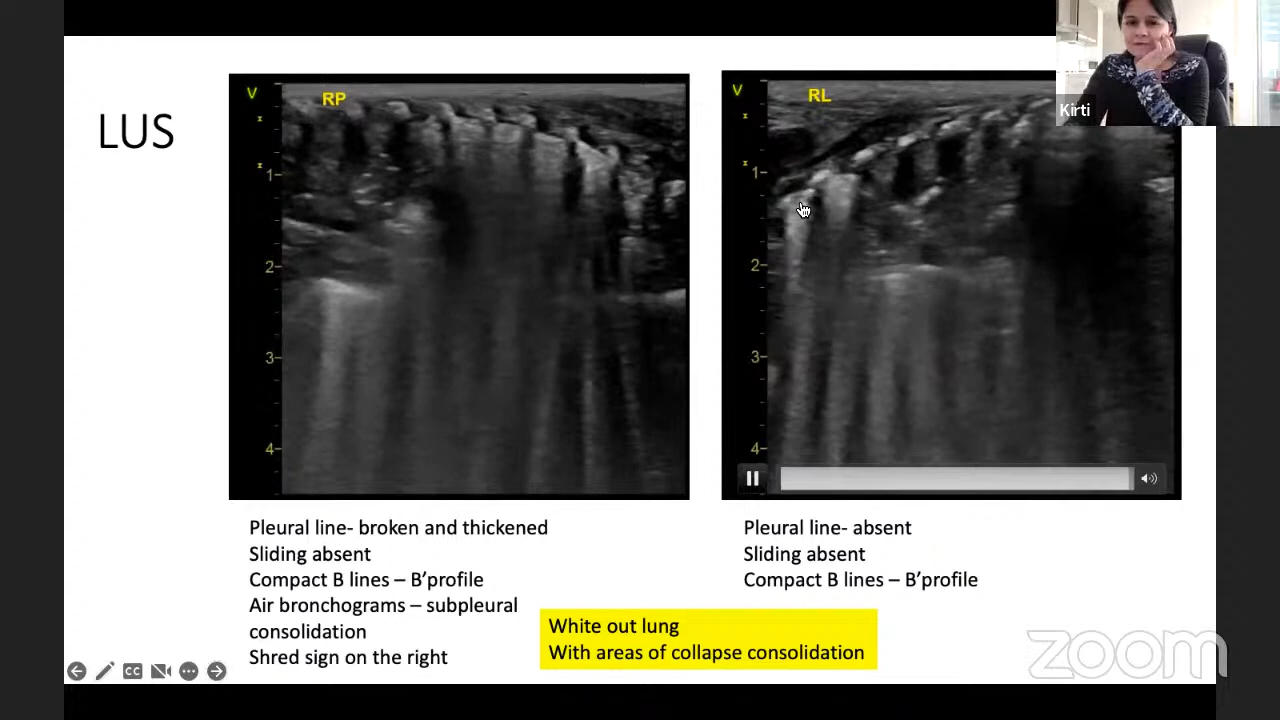 LUS
V
RP
1
2
3
4
V
RL
1
2
3
4
Kirti
Pleural line- broken and thickened
Sliding absent
Compact B lines – B’profile
Air bronchograms – subpleural
consolidation
Shred sign on the right
Pleural line- absent
Sliding absent
Compact B lines – B’profile
White out lung
With areas of collapse consolidation
CC
zoom